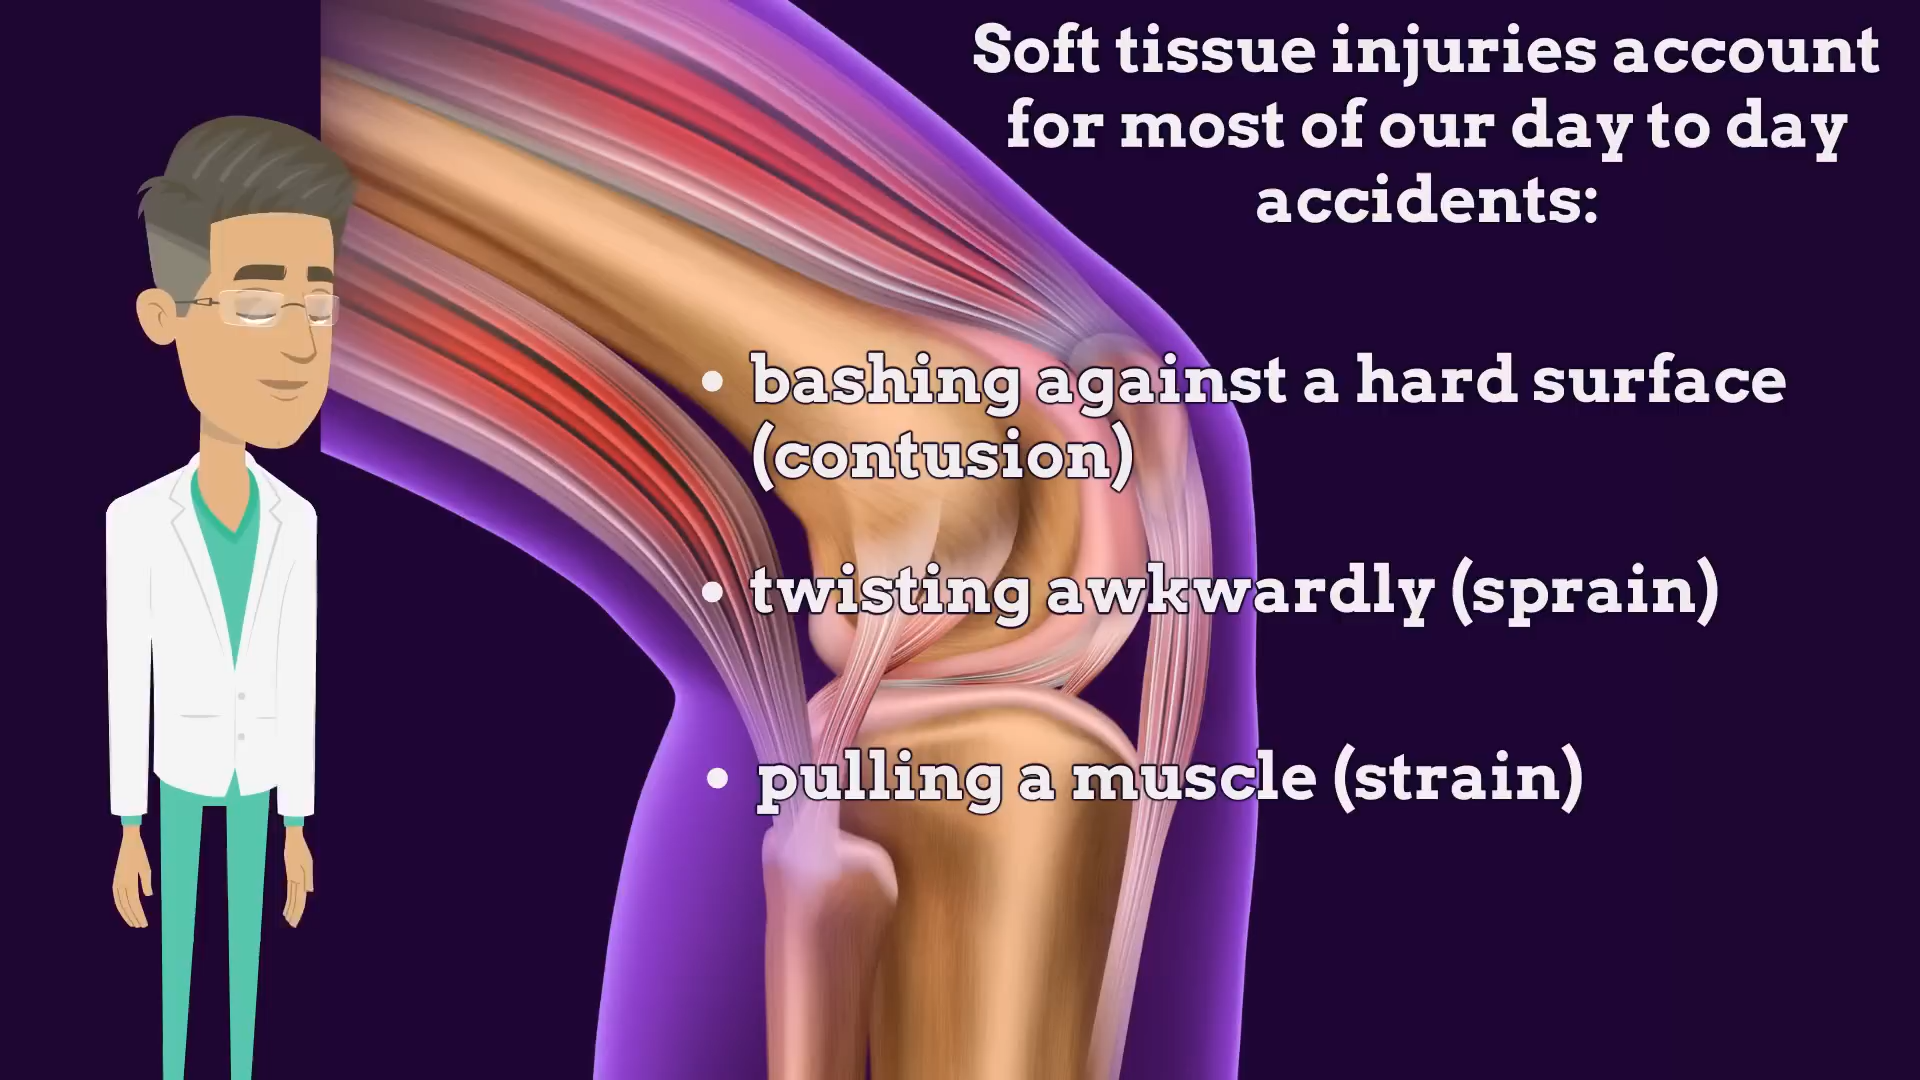 Soft tissue injuries account
for most of our day to day
accidents:
• bashing against a hard surface
(contusion)
• twisting awkwardly (sprain)
• pulling a muscle (strain)